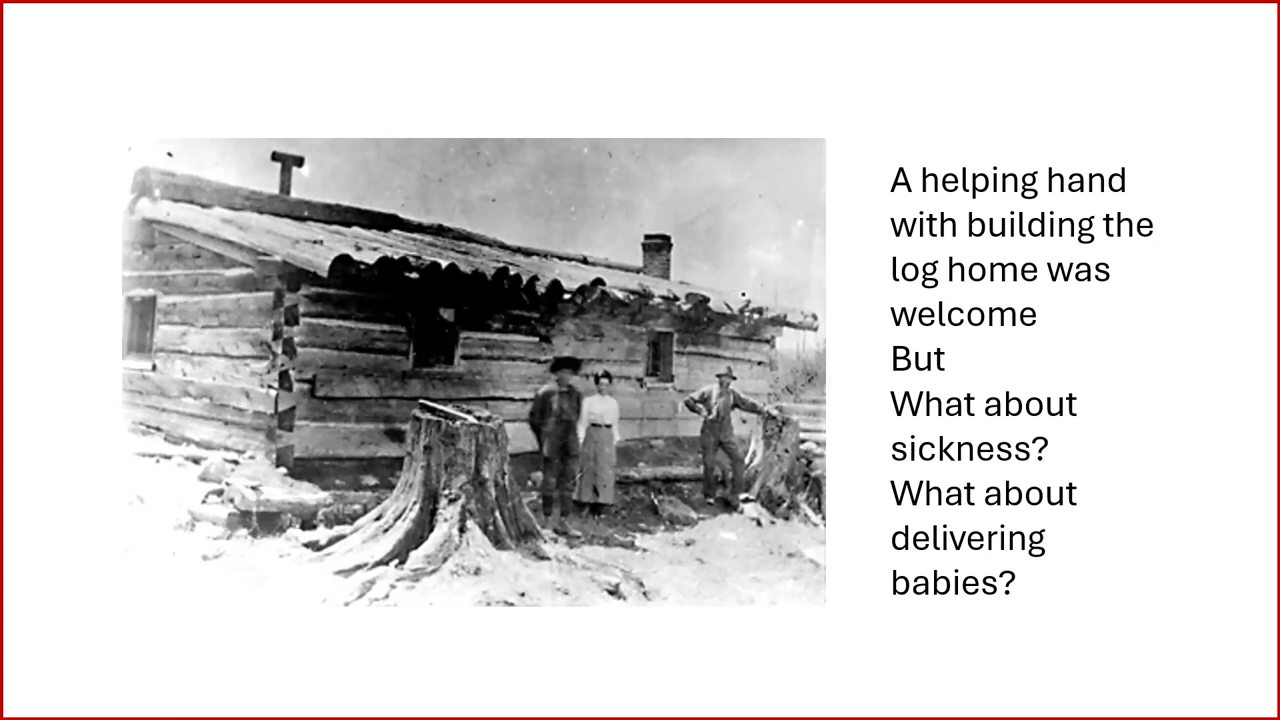 A helping hand
with building the
log home was
welcome
But
What about
sickness?
What about
delivering
babies?